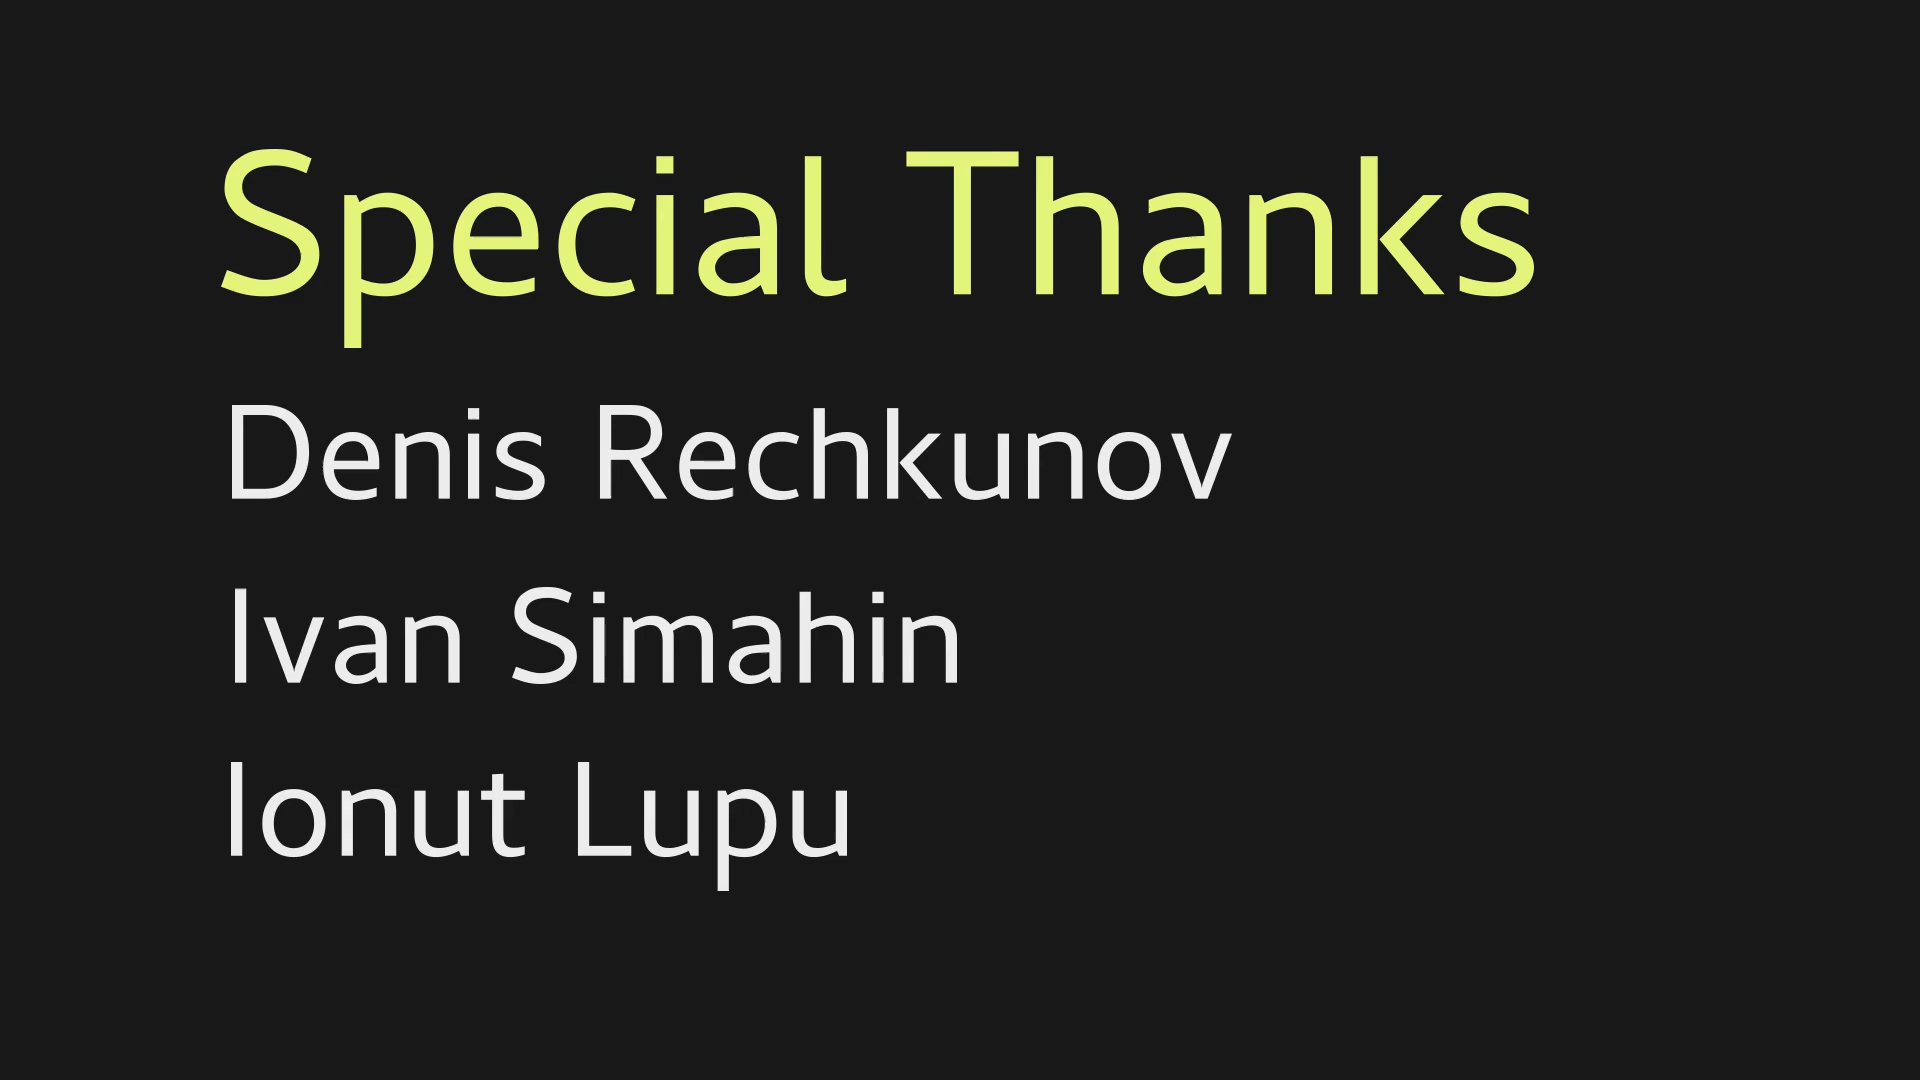 Special Thanks
Denis Rechkunov
Ivan Simahin
Ionut Lupu